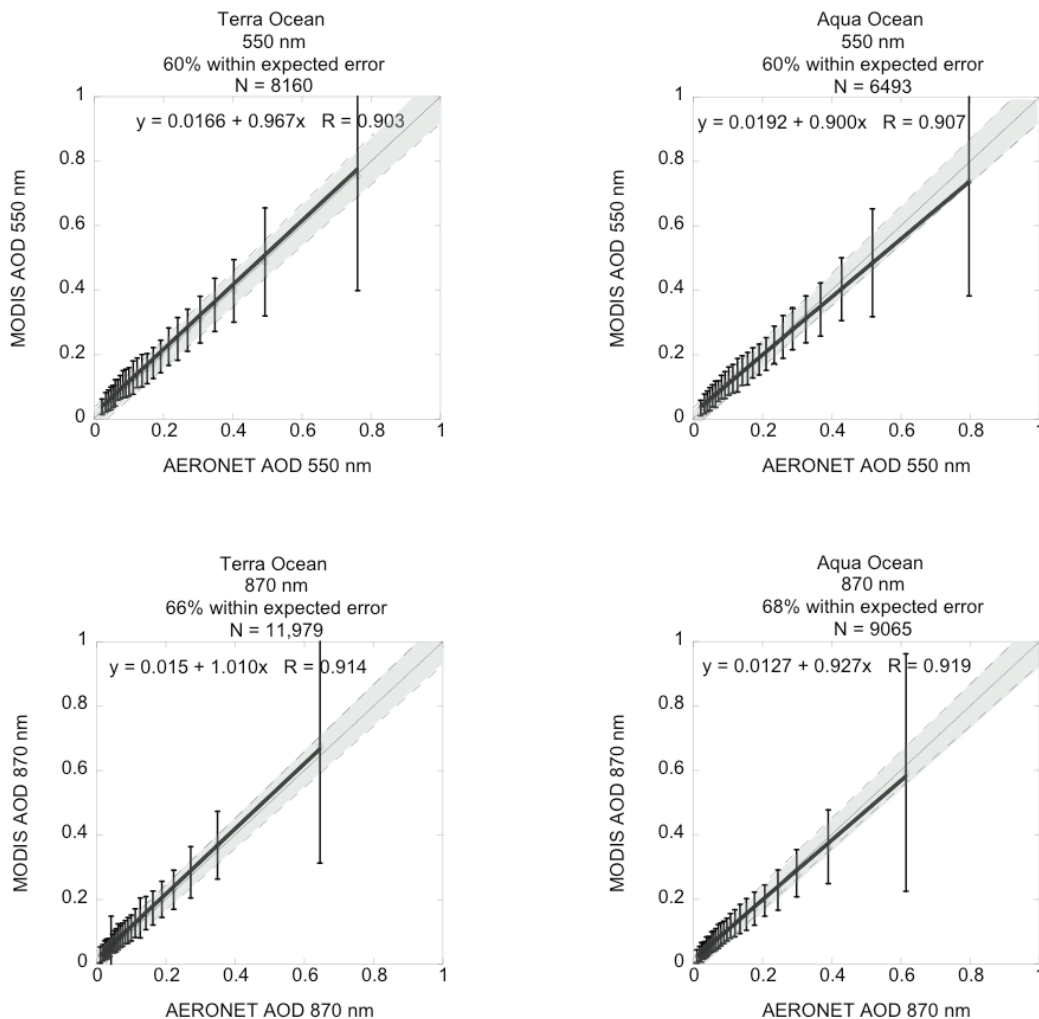 Terra Ocean
550 nm
60% within expected error
N = 8160
y = 0.0166 + 0.967x R = 0.903
1
0.8
0.6
0.4
0.2
0
MODIS AOD 550 nm
0 0.2 0.4 0.6 0.8 1
AERONET AOD 550 nm
Aqua Ocean
550 nm
60% within expected error
N = 6493
y = 0.0192 + 0.900x R = 0.907
1
0.8
0.6
0.4
0.2
0
MODIS AOD 550 nm
0 0.2 0.4 0.6 0.8 1
AERONET AOD 550 nm
Terra Ocean
870 nm
66% within expected error
N = 11,979
y = 0.015 + 1.010x R = 0.914
1
0.8
0.6
0.4
0.2
0
MODIS AOD 870 nm
0 0.2 0.4 0.6 0.8 1
AERONET AOD 870 nm
Aqua Ocean
870 nm
68% within expected error
N = 9065
y = 0.0127 + 0.927x R = 0.919
1
0.8
0.6
0.4
0.2
0
MODIS AOD 870 nm
0 0.2 0.4 0.6 0.8 1
AERONET AOD 870 nm